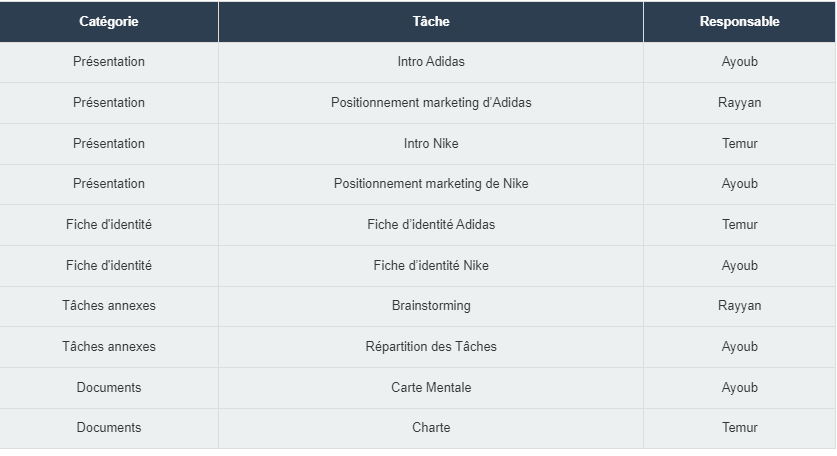 Catégorie Tâche Responsable
Présentation Intro Adidas Ayoub
Présentation Positionnement marketing d'Adidas Rayyan
Présentation Intro Nike Temur
Présentation Positionnement marketing de Nike Ayoub
Fiche d'identité Fiche d'identité Adidas Temur
Fiche d'identité Fiche d'identité Nike Ayoub
Tâches annexes Brainstorming Rayyan
Tâches annexes Répartition des Tâches Ayoub
Documents Carte Mentale Ayoub
Documents Charte Temur